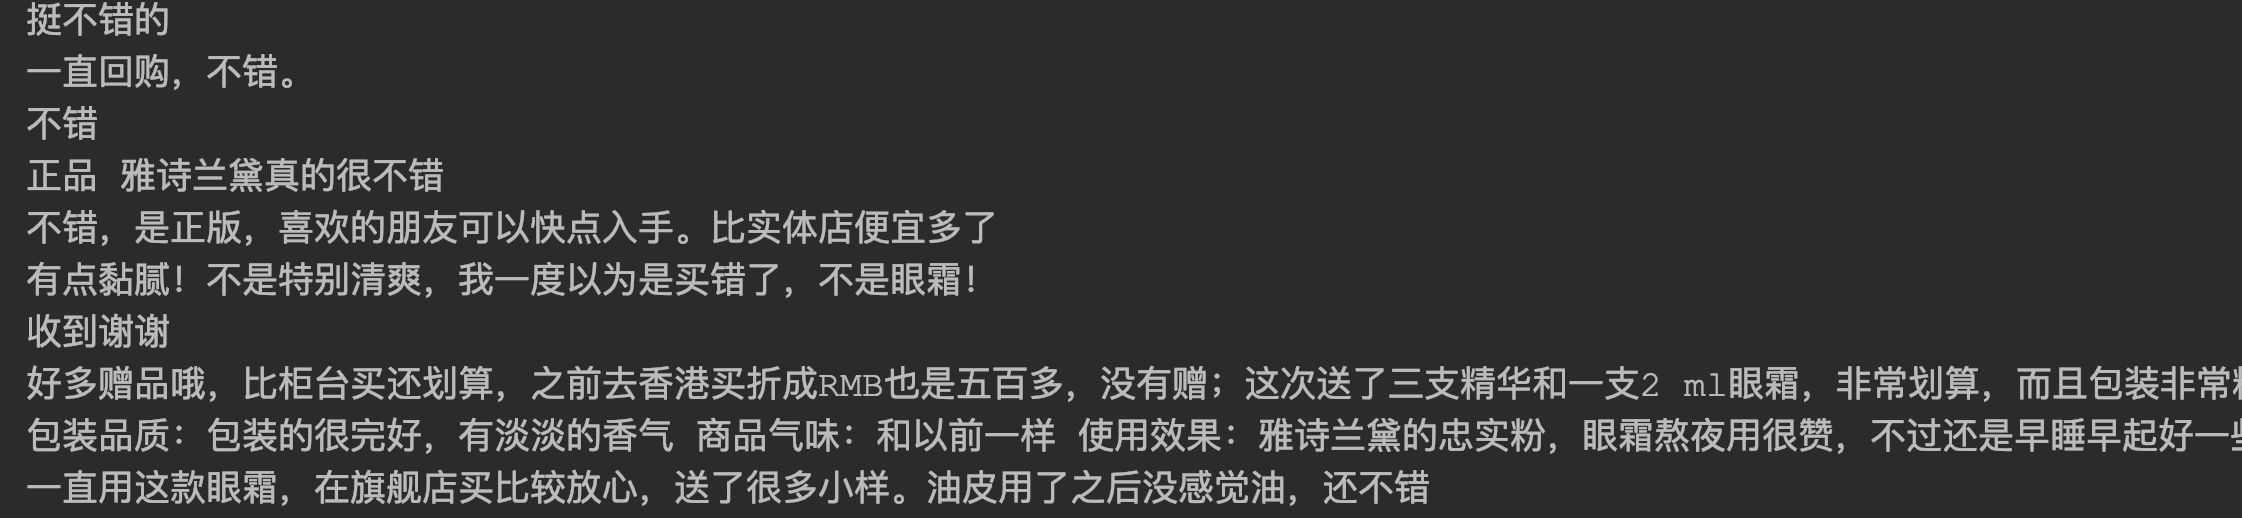 挺不错的
一直回购，不错。
不错
正品 雅诗兰黛真的很不错
不错，是正版，喜欢的朋友可以快点入手。比实体店便宜多了
有点黏腻！不是特别清爽，我一度以为是买错了，不是眼霜！
收到谢谢
好多赠品哦，比柜台买还划算，之前去香港买折成RMB也是五百多，没有赠；这次送了三支精华和一支2 ml眼霜，非常划算，而且包装非常
包装品质：包装的很完好，有淡淡的香气 商品气味：和以前一样 使用效果：雅诗兰黛的忠实粉，眼霜熬夜用很赞，不过还是早睡早起好一些
一直用这款眼霜，在旗舰店买比较放心，送了很多小样。油皮用了之后没感觉油，还不错